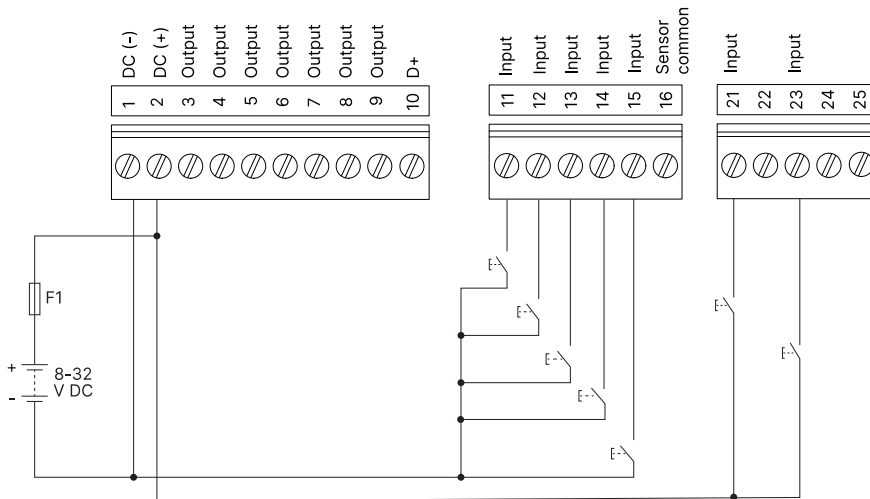 DC (-)
DC (+)
Output
Output
Output
Output
Output
Output
Output
D+
1
2
3
4
5
6
7
8
9
10
Input
Input
Input
Input
Input
Sensor
common
11
12
13
14
15
16
Input
Input
21
22
23
24
25
F1
+
8-32
V DC
-